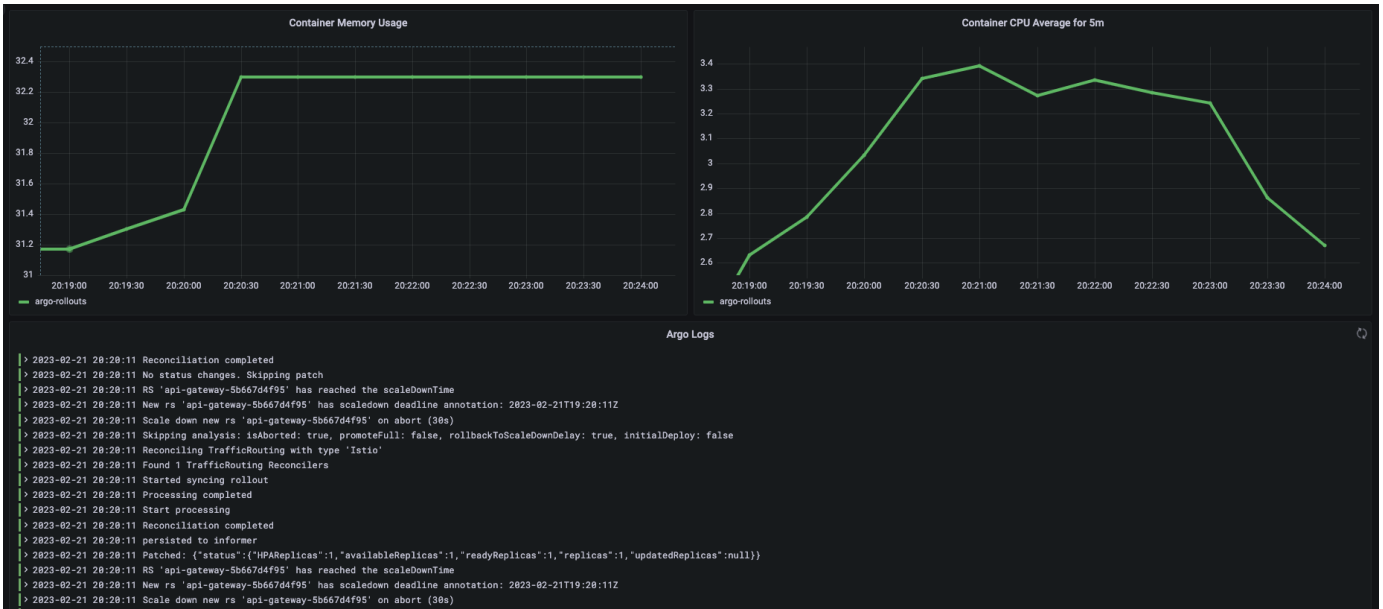 Container Memory Usage
32.4
32.2
32
31.8
31.6
31.4
31.2
31
20:19:00 20:19:30 20:20:00 20:20:30 20:21:00 20:21:30 20:22:00 20:22:30 20:23:00 20:23:30 20:24:00
argo-rollouts
Container CPU Average for 5m
3.4
3.3
3.2
3.1
3
2.9
2.8
2.7
2.6
20:19:00 20:19:30 20:20:00 20:20:30 20:21:00 20:21:30 20:22:00 20:22:30 20:23:00 20:23:30 20:24:00
argo-rollouts
Argo Logs
> 2023-02-21 20:20:11 Reconciliation completed
> 2023-02-21 20:20:11 No status changes. Skipping patch
> 2023-02-21 20:20:11 RS 'api-gateway-5b667d4f95' has reached the scaleDownTime
> 2023-02-21 20:20:11 New rs 'api-gateway-5b667d4f95' has scaledown deadline annotation: 2023-02-21T19:20:11Z
> 2023-02-21 20:20:11 Scale down new rs 'api-gateway-5b667d4f95' on abort (30s)
> 2023-02-21 20:20:11 Skipping analysis: isAborted: true, promoteFull: false, rollbackToScaleDownDelay: true, initialDeploy: false
> 2023-02-21 20:20:11 Reconciling TrafficRouting with type 'Istio'
> 2023-02-21 20:20:11 Found 1 TrafficRouting Reconcilers
> 2023-02-21 20:20:11 Started syncing rollout
> 2023-02-21 20:20:11 Processing completed
> 2023-02-21 20:20:11 Start processing
> 2023-02-21 20:20:11 Reconciliation completed
> 2023-02-21 20:20:11 persisted to informer
> 2023-02-21 20:20:11 Patched: {"status":{"HPAReplicas":1,"availableReplicas":1,"readyReplicas":1,"replicas":1,"updatedReplicas":null}}
> 2023-02-21 20:20:11 RS 'api-gateway-5b667d4f95' has reached the scaleDownTime
> 2023-02-21 20:20:11 New rs 'api-gateway-5b667d4f95' has scaledown deadline annotation: 2023-02-21T19:20:11Z
> 2023-02-21 20:20:11 Scale down new rs 'api-gateway-5b667d4f95' on abort (30s)